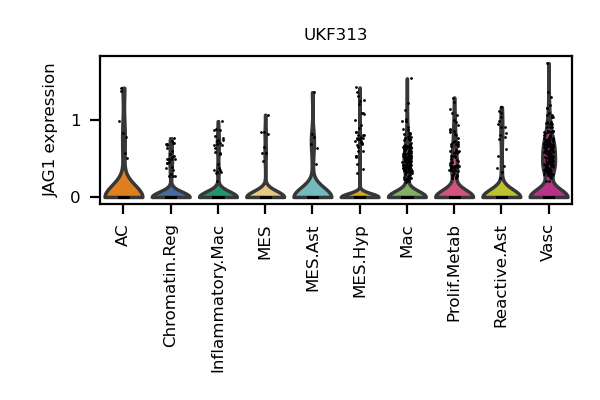 UKF313
JAG1 expression
1
0
AC
Chromatin.Reg
Inflammatory.Mac
MES
MES.Ast
MES.Hyp
Mac
Prolif.Metab
Reactive.Ast
Vasc